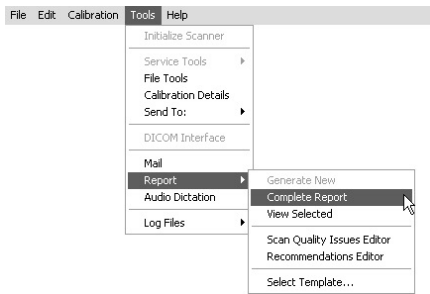 File Edit Calibration Tools Help
Initialize Scanner
Service Tools
File Tools
Calibration Details
Send To:
DICOM Interface
Mail
Report
Audio Dictation
Log Files
Generate New
Complete Report
View Selected
Scan Quality Issues Editor
Recommendations Editor
Select Template...